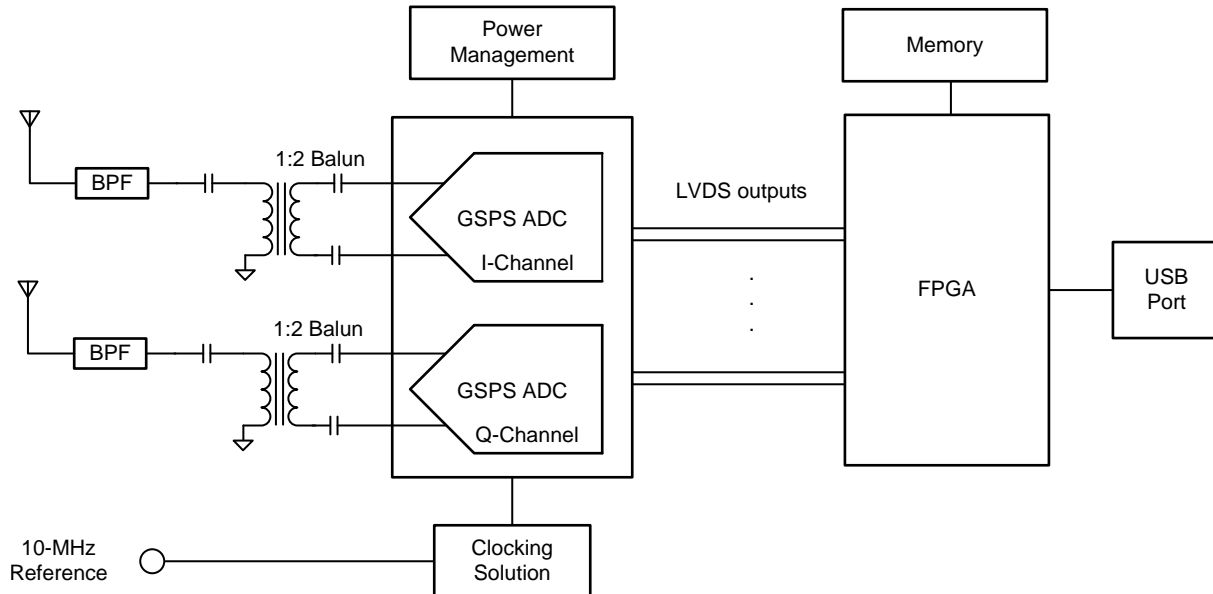 Power
Management
Memory
1:2 Balun
BPF
GSPS ADC
I-Channel
LVDS outputs
.
.
.
FPGA
USB
Port
1:2 Balun
BPF
GSPS ADC
Q-Channel
10-MHz
Reference
Clocking
Solution